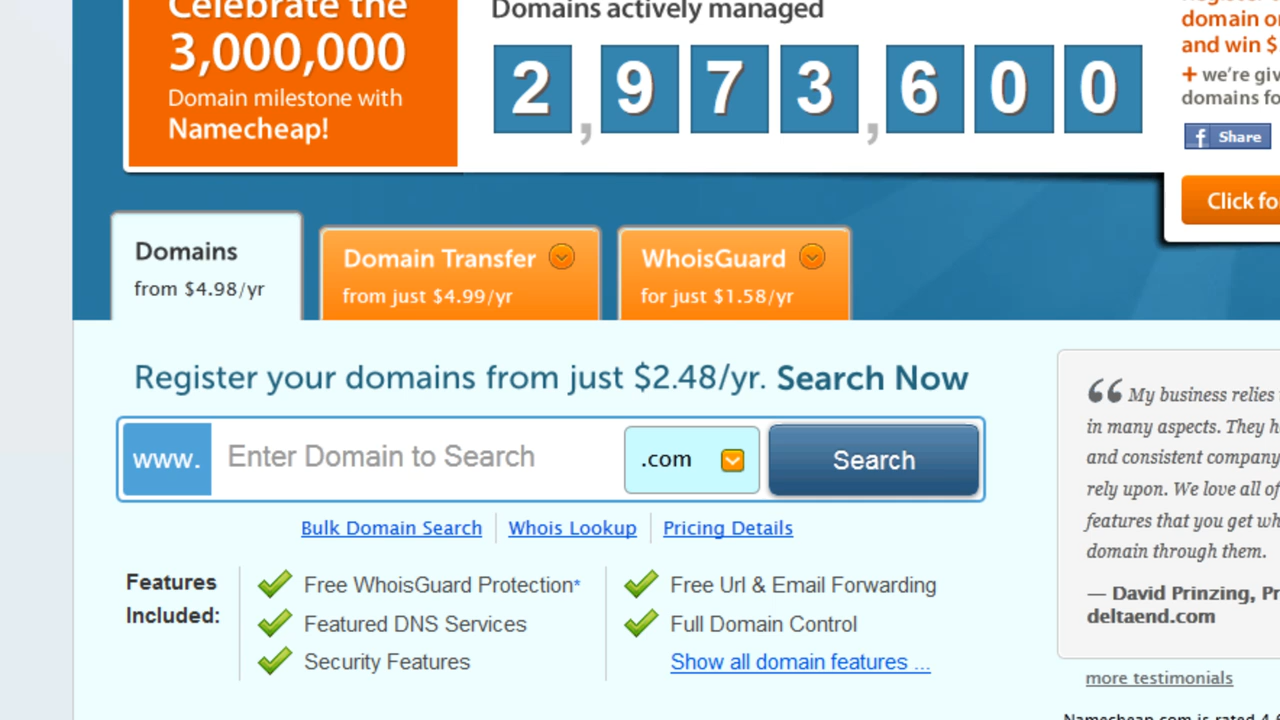 Celebrate the
3,000,000
Domain milestone with
Namecheap!
Domains actively managed
2,973,600
domain
and win $
+ we're
domains
Share
Click
Domains
from $4.98/yr
Domain Transfer
from just $4.99/yr
WhoisGuard
for just $1.58/yr
Register your domains from just $2.48/yr. Search Now
www.
Enter Domain to Search
.com
Search
Bulk Domain Search
Whois Lookup
Pricing Details
Features
Included:
Free WhoisGuard Protection*
Featured DNS Services
Security Features
Free Url & Email Forwarding
Full Domain Control
Show all domain features ...
“ My business relies
in many aspects. They
and consistent company
rely upon. We love all of
features that you get
domain through them.
— David Prinzing,
deltaend.com
more testimonials
Namecheap.com is rated